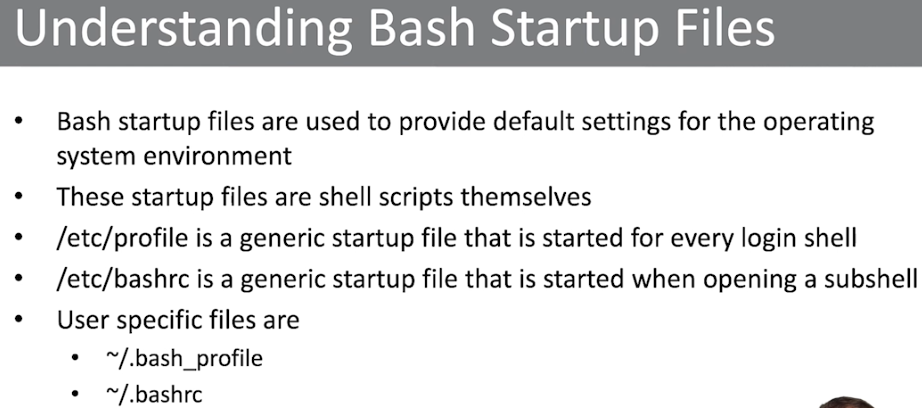 Understanding Bash Startup Files
• Bash startup files are used to provide default settings for the operating
system environment
• These startup files are shell scripts themselves
• /etc/profile is a generic startup file that is started for every login shell
• /etc/bashrc is a generic startup file that is started when opening a subshell
• User specific files are
• ~/.bash_profile
• ~/.bashrc